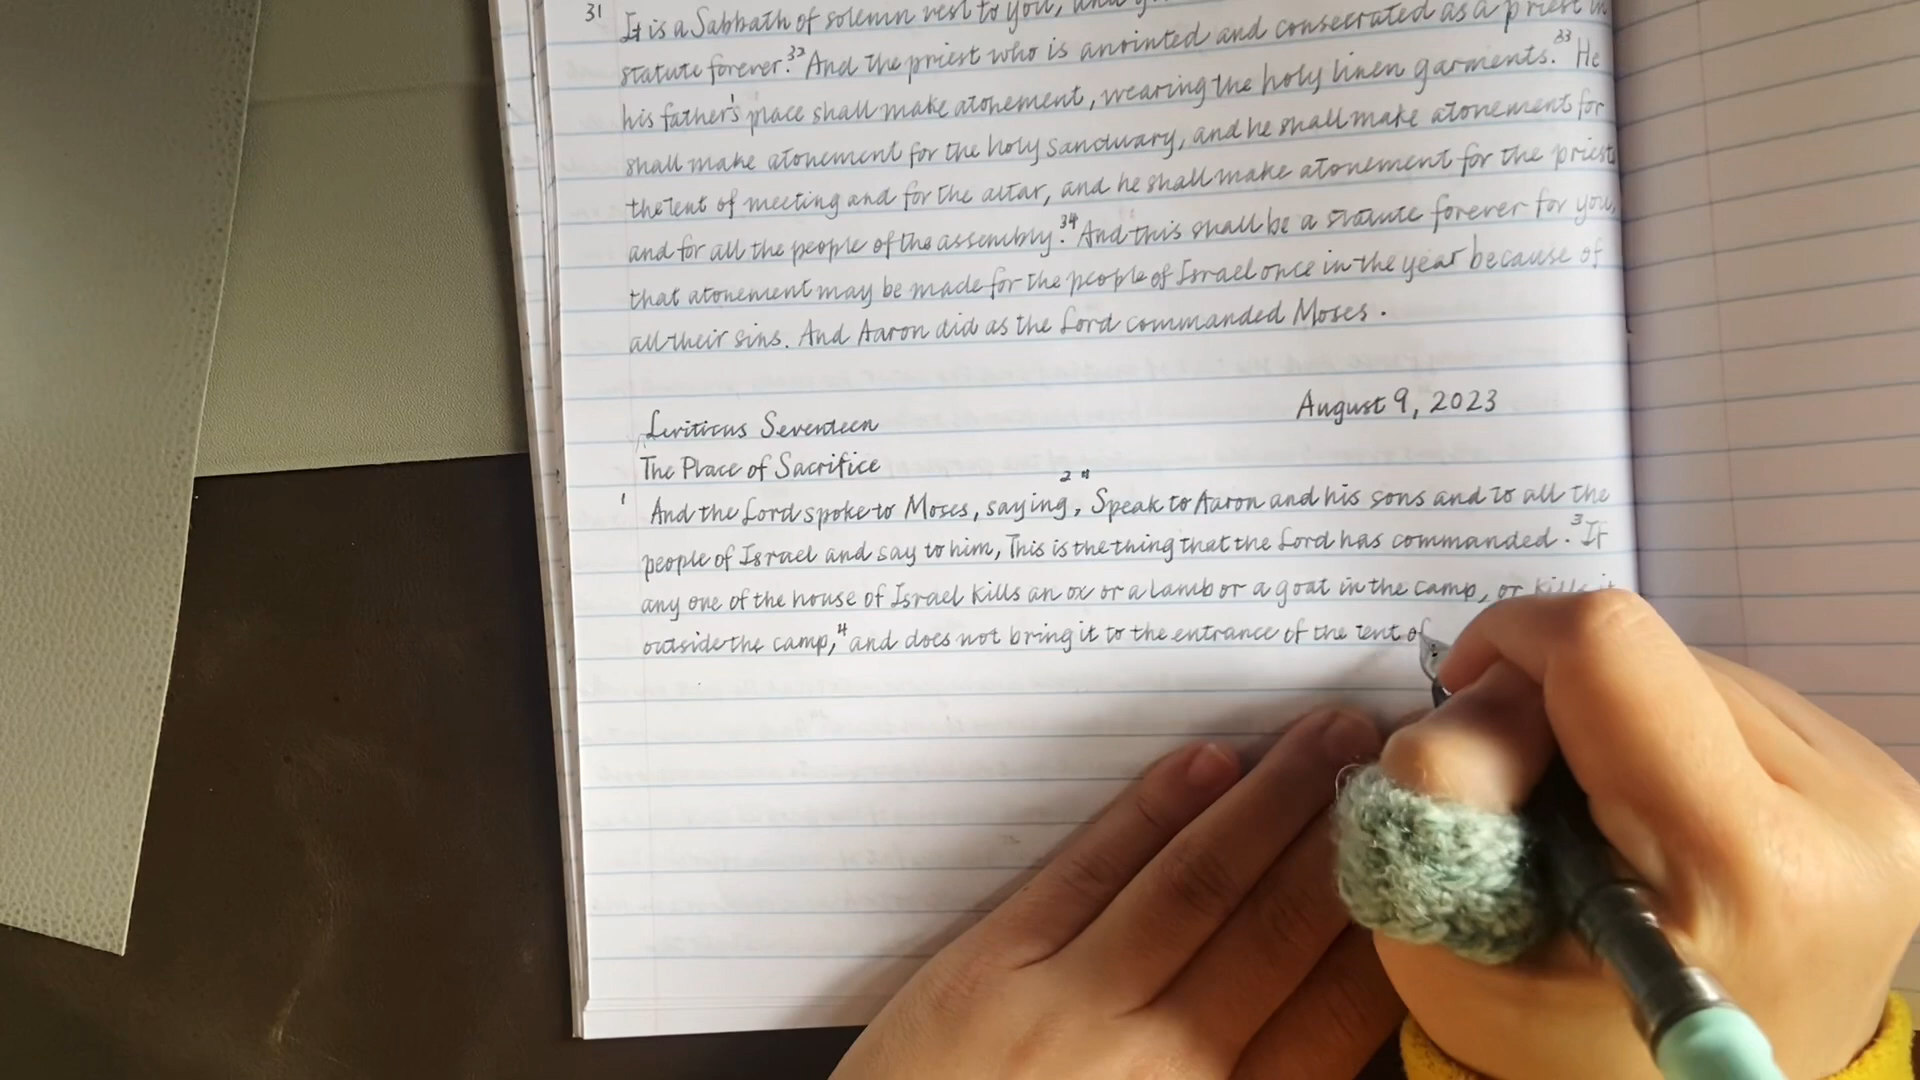 31 It is a Sabbath of solemn rest to you, and
statute forever. 32 And the priest who is anointed and consecrated as a priest in
his father's place shall make atonement, wearing the holy linen garments. 33 He
shall make atonement for the holy sanctuary, and he shall make atonement for
the tent of meeting and for the altar, and he shall make atonement for the priests
and for all the people of the assembly. 34 And this shall be a statute forever for you,
that atonement may be made for the people of Israel once in the year because of
all their sins. And Aaron did as the Lord commanded Moses.
August 9, 2023
Leviticus Seventeen
The Place of Sacrifice
1 And the Lord spoke to Moses, saying, 2 "Speak to Aaron and his sons and to all the
people of Israel and say to him, This is the thing that the Lord has commanded. 3 If
any one of the house of Israel kills an ox or a lamb or a goat in the camp, or kills it
outside the camp, 4 and does not bring it to the entrance of the tent of